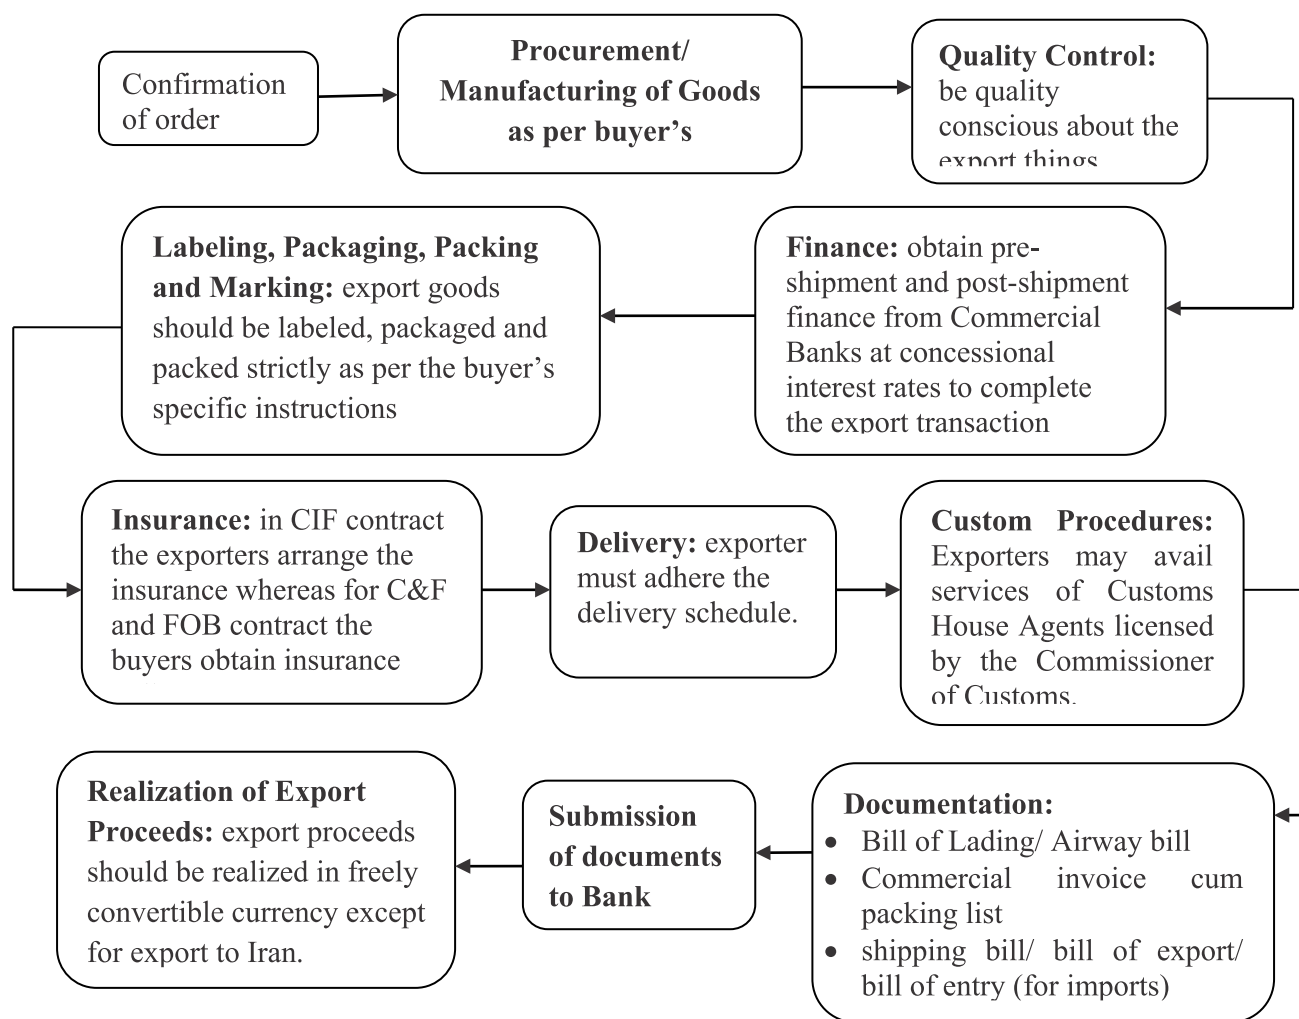 Confirmation
of order
Procurement/
Manufacturing of Goods
as per buyer’s
Quality Control:
be quality
conscious about the
export things
Finance: obtain pre-
shipment and post-shipment
finance from Commercial
Banks at concessional
interest rates to complete
the export transaction
Labeling, Packaging, Packing
and Marking: export goods
should be labeled, packaged and
packed strictly as per the buyer’s
specific instructions
Insurance: in CIF contract
the exporters arrange the
insurance whereas for C&F
and FOB contract the
buyers obtain insurance
Delivery: exporter
must adhere the
delivery schedule.
Custom Procedures:
Exporters may avail
services of Customs
House Agents licensed
by the Commissioner
of Customs.
Documentation:
• Bill of Lading/ Airway bill
• Commercial invoice cum
packing list
• shipping bill/ bill of export/
bill of entry (for imports)
Submission
of documents
to Bank
Realization of Export
Proceeds: export proceeds
should be realized in freely
convertible currency except
for export to Iran.